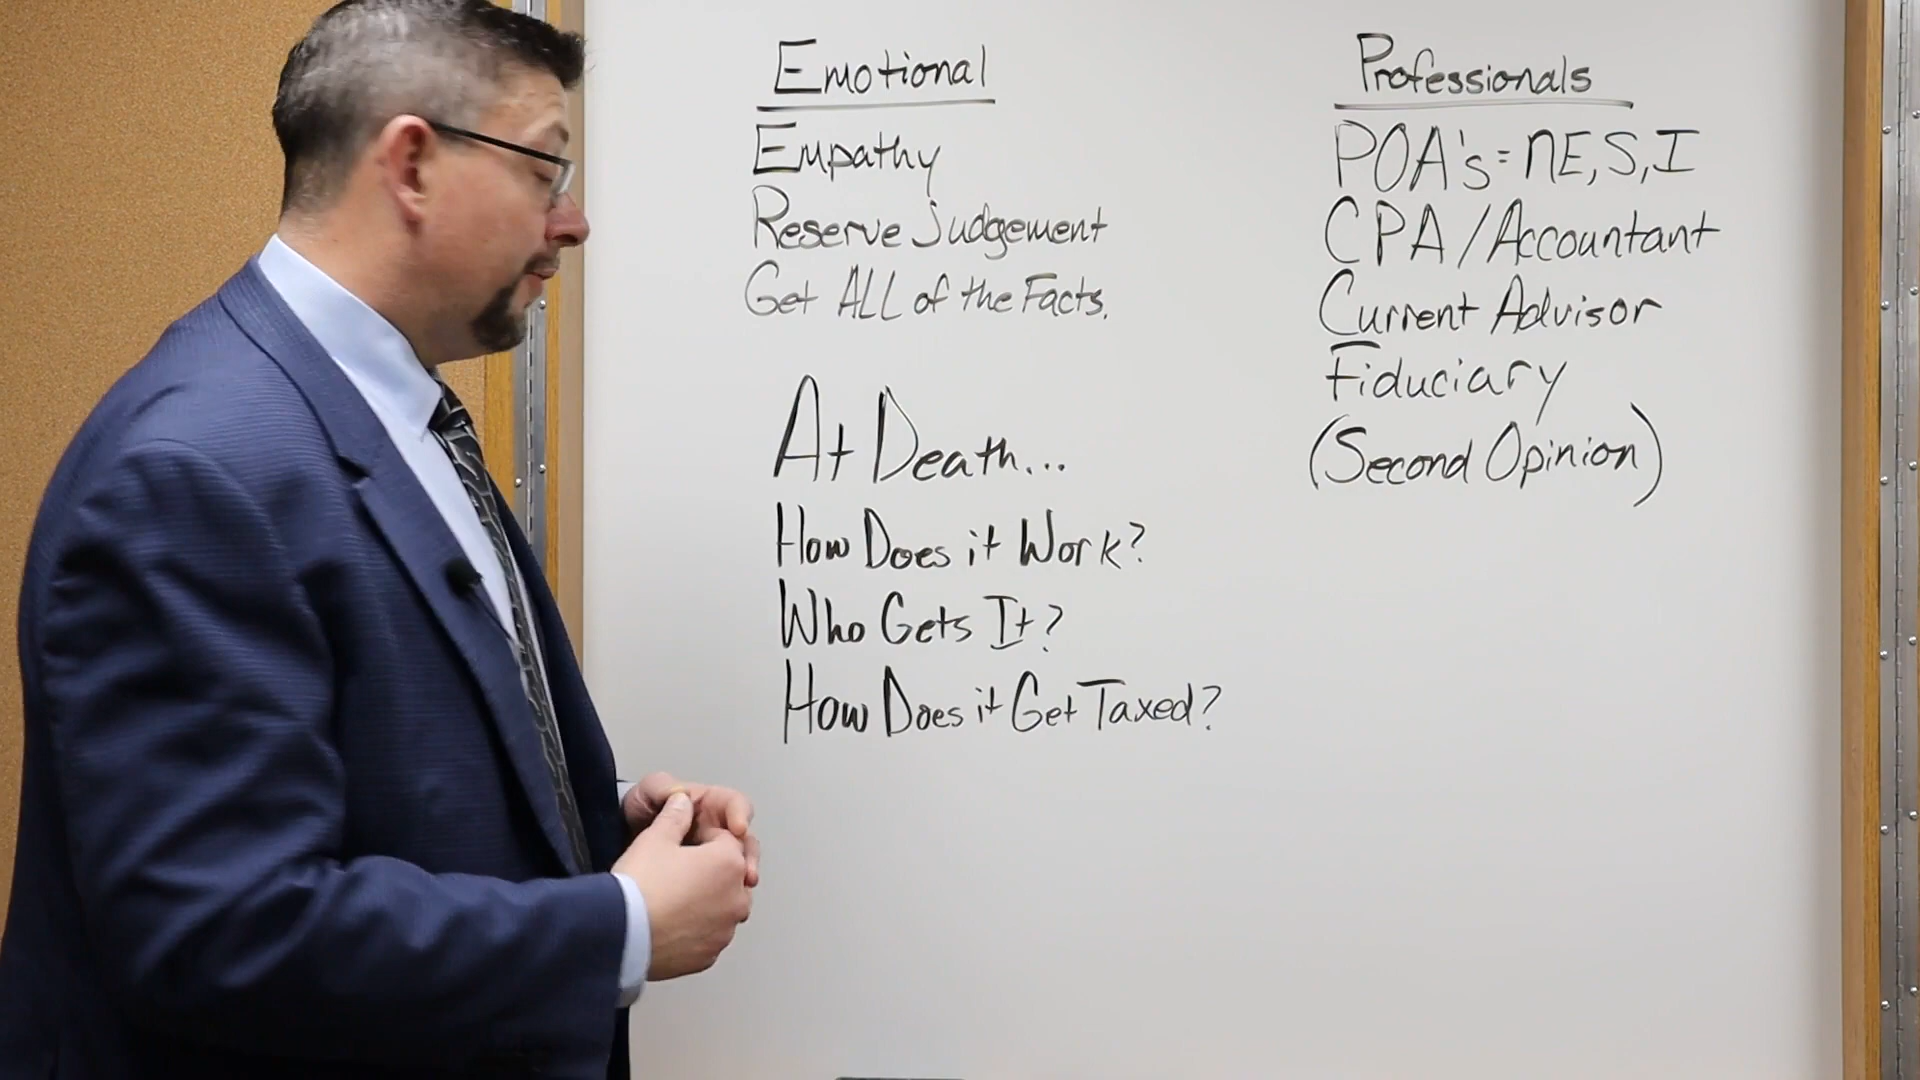 Emotional
Empathy
Reserve Judgement
Get ALL of the Facts.
At Death...
How Does it Work?
Who Gets It?
How Does it Get Taxed?
Professionals
POA's = NE, S, I
CPA / Accountant
Current Advisor
Fiduciary
(Second Opinion)